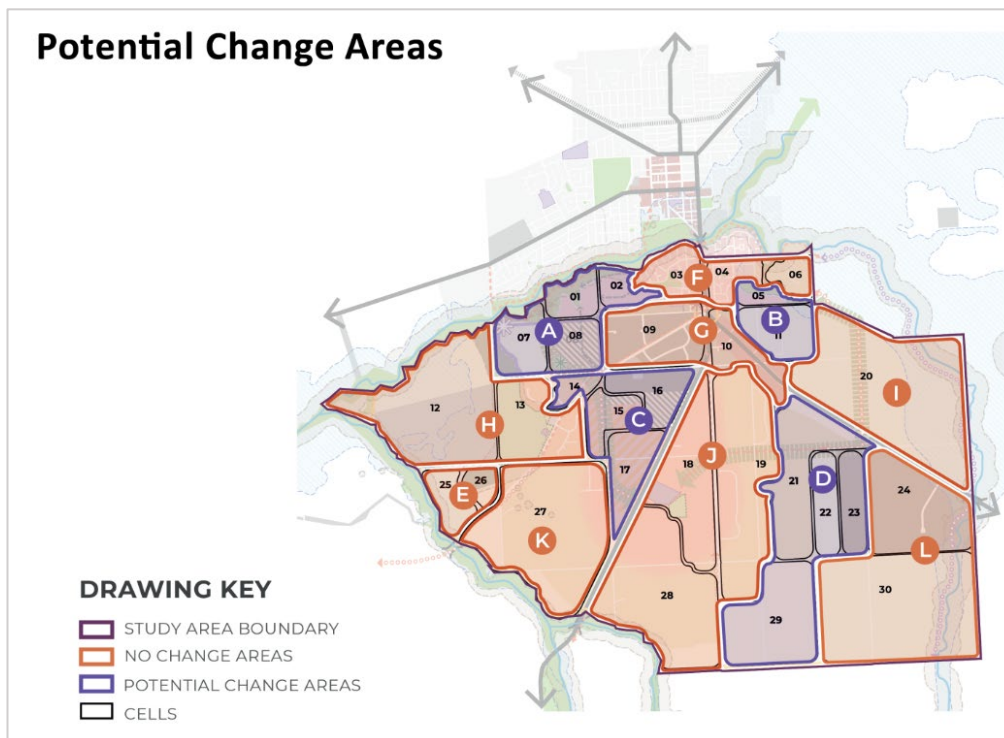 Potential Change Areas
03
F
04
06
02
01
05
B
11
07
A
08
09
G
10
20
I
12
13
H
14
16
15
C
17
18
J
19
21
D
22
23
24
L
25
26
E
27
K
28
29
30
DRAWING KEY
STUDY AREA BOUNDARY
NO CHANGE AREAS
POTENTIAL CHANGE AREAS
CELLS